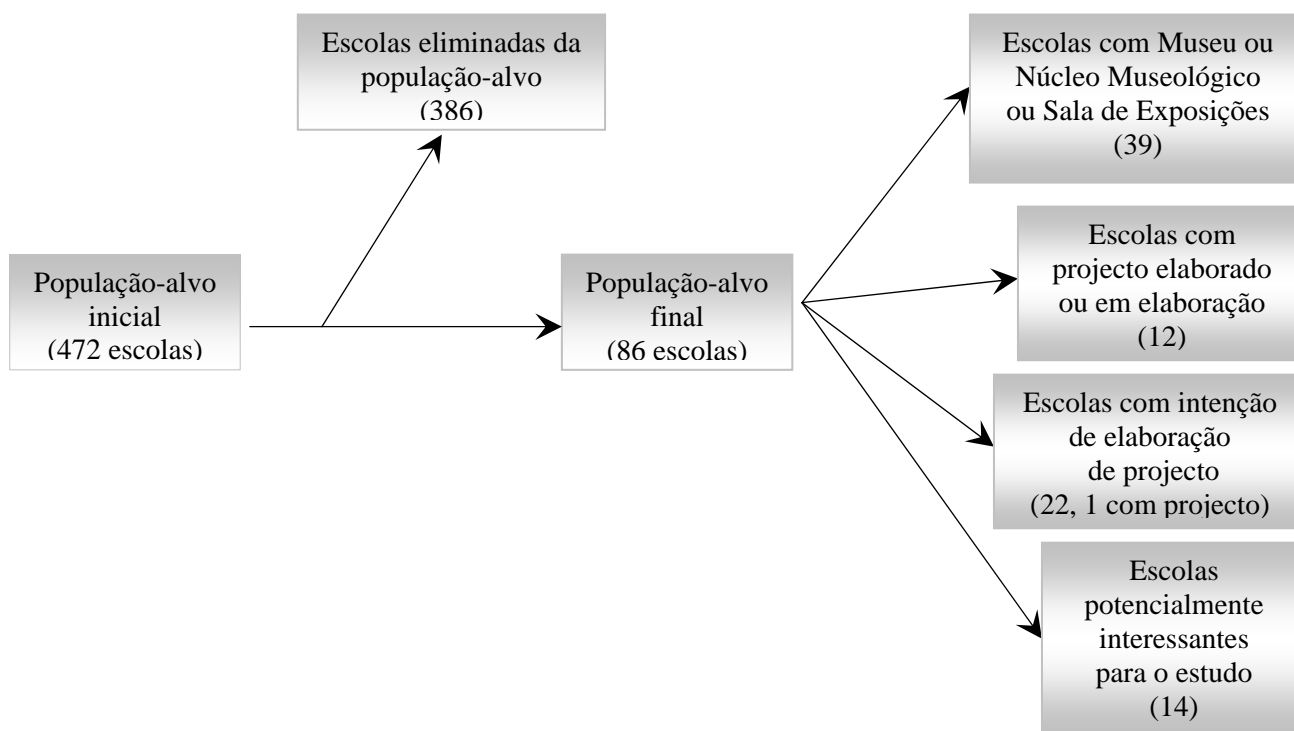 Escolas eliminadas da
população-alvo
(386)
Escolas com Museu ou
Núcleo Museológico
ou Sala de Exposições
(39)
População-alvo
inicial
(472 escolas)
População-alvo
final
(86 escolas)
Escolas com
projecto elaborado
ou em elaboração
(12)
Escolas com intenção
de elaboração
de projecto
(22, 1 com projecto)
Escolas
potencialmente
interessantes
para o estudo
(14)